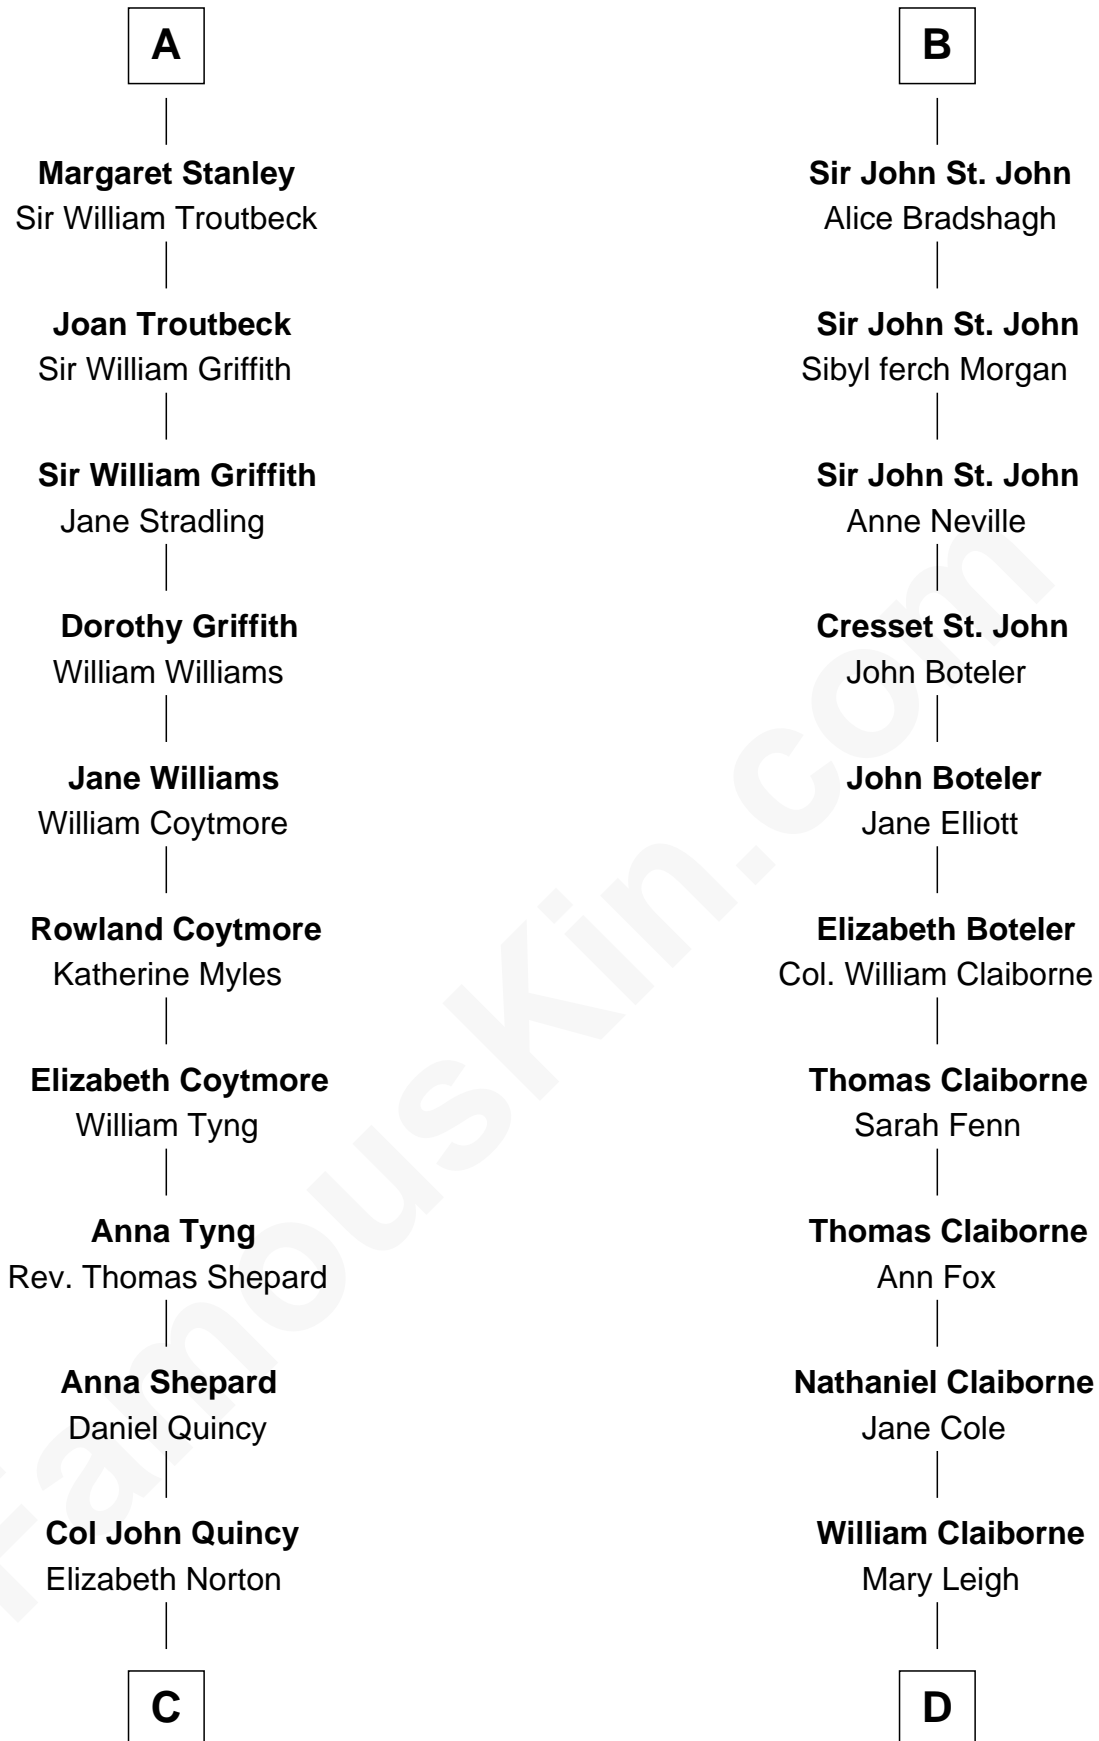 A
Margaret Stanley
Sir William Troutbeck
Joan Troutbeck
Sir William Griffith
Sir William Griffith
Jane Stradling
Dorothy Griffith
William Williams
Jane Williams
William Coytmore
Rowland Coytmore
Katherine Myles
Elizabeth Coytmore
William Tyng
Anna Tyng
Rev. Thomas Shepard
Anna Shepard
Daniel Quincy
Col John Quincy
Elizabeth Norton
C
B
Sir John St. John
Alice Bradshagh
Sir John St. John
Sibyl ferch Morgan
Sir John St. John
Anne Neville
Cresset St. John
John Boteler
John Boteler
Jane Elliott
Elizabeth Boteler
Col. William Claiborne
Thomas Claiborne
Sarah Fenn
Thomas Claiborne
Ann Fox
Nathaniel Claiborne
Jane Cole
William Claiborne
Mary Leigh
D
FamousKin.com